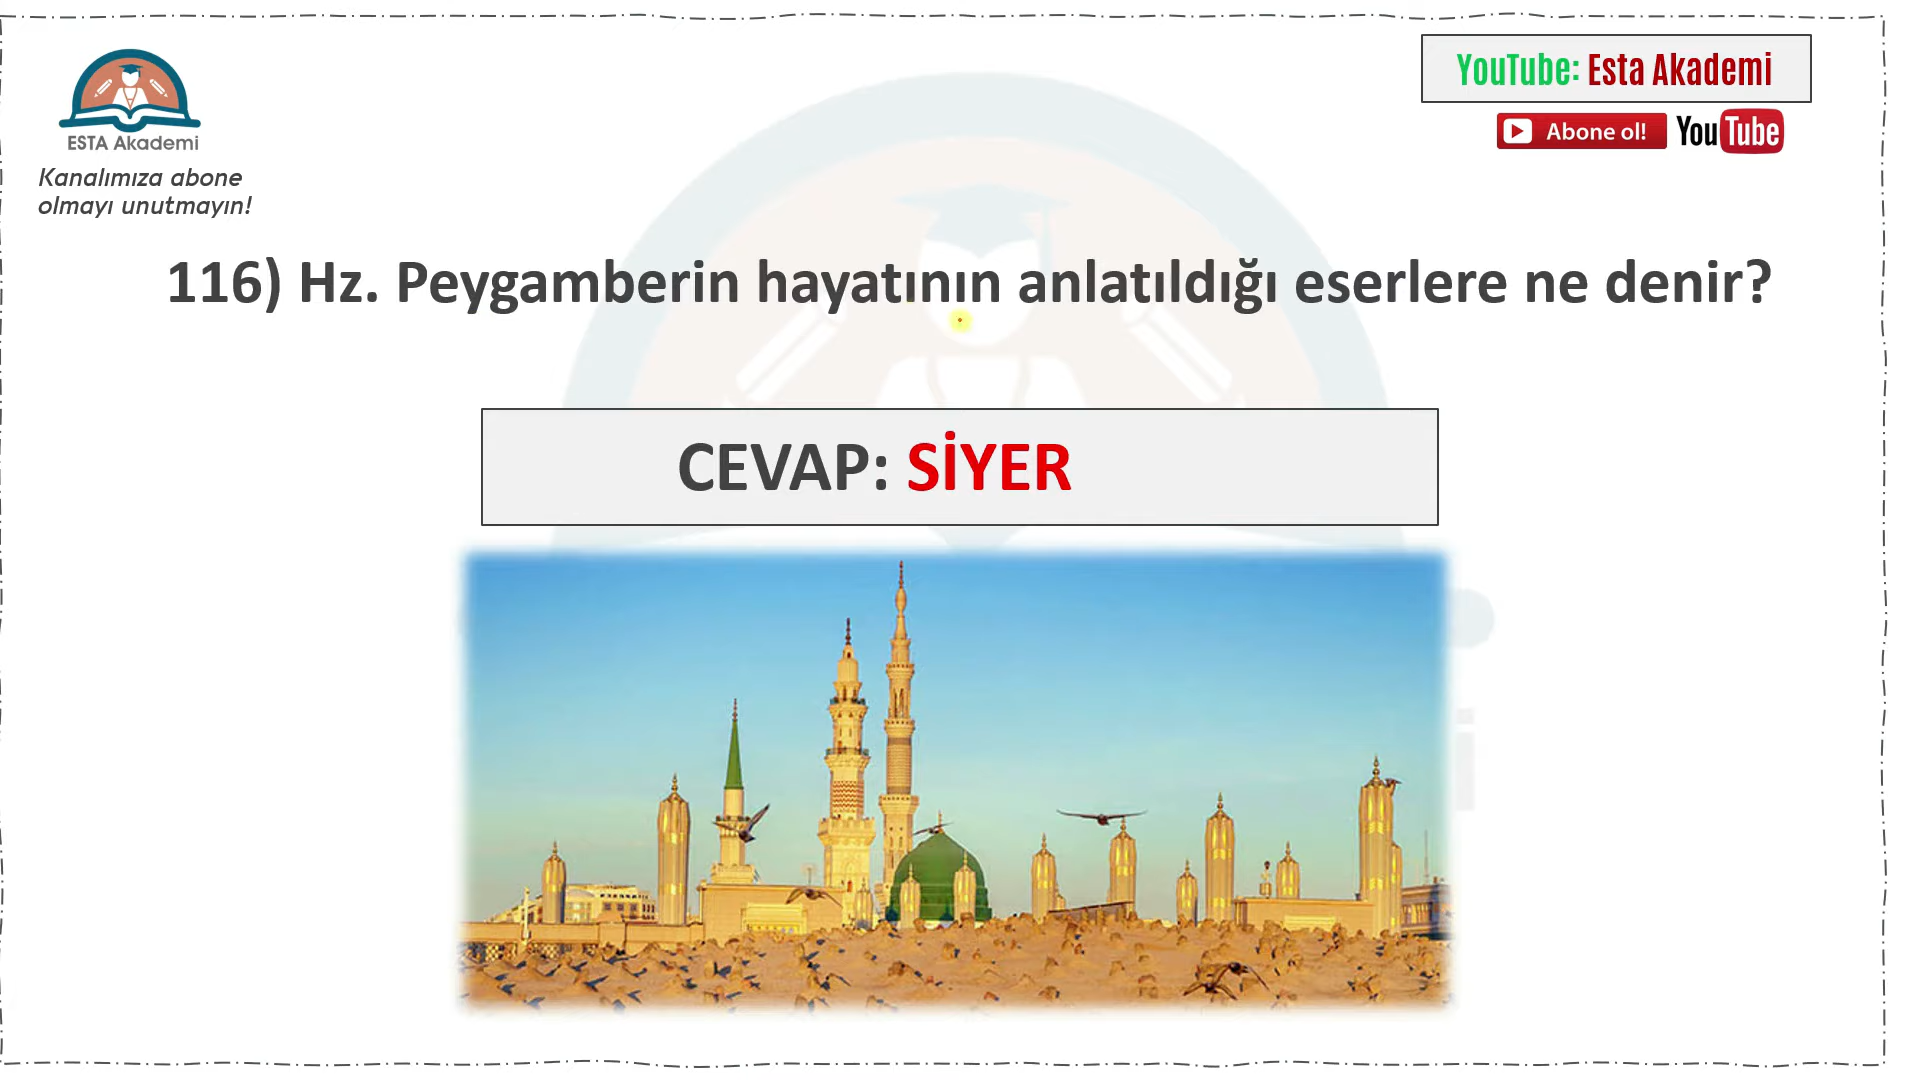 ESTA Akademi
Kanalımıza abone
olmayı unutmayın!
YouTube: Esta Akademi
Abone ol! YouTube
116) Hz. Peygamberin hayatının anlatıldığı eserlere ne denir?
CEVAP: SİYER